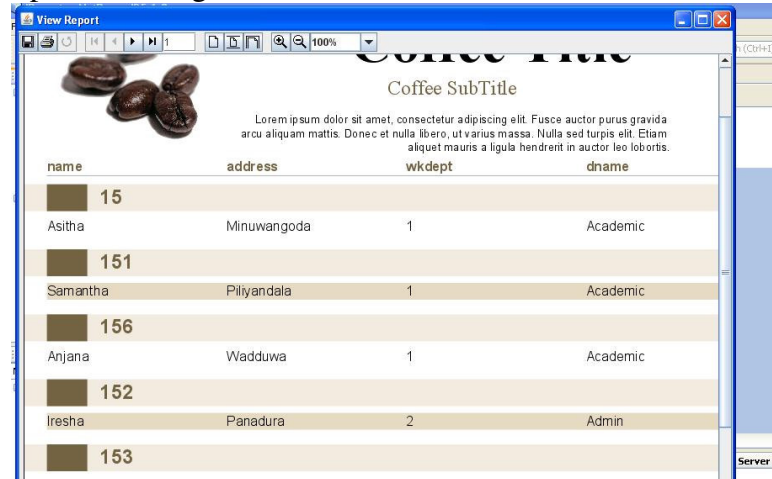 View Report
1
100%
h (Ctrl+I
Coffee Title
Coffee SubTitle
Lorem ipsum dolor sit amet, consectetur adipiscing elit. Fusce auctor purus gravida
arcu aliquam mattis. Donec et nulla libero, ut varius massa. Nulla sed turpis elit. Etiam
aliquet mauris a ligula hendrerit in auctor leo lobortis.
name address wkdept dname
15
Asitha Minuwangoda 1 Academic
151
Samantha Piliyandala 1 Academic
156
Anjana Wadduwa 1 Academic
152
Iresha Panadura 2 Admin
153
Server